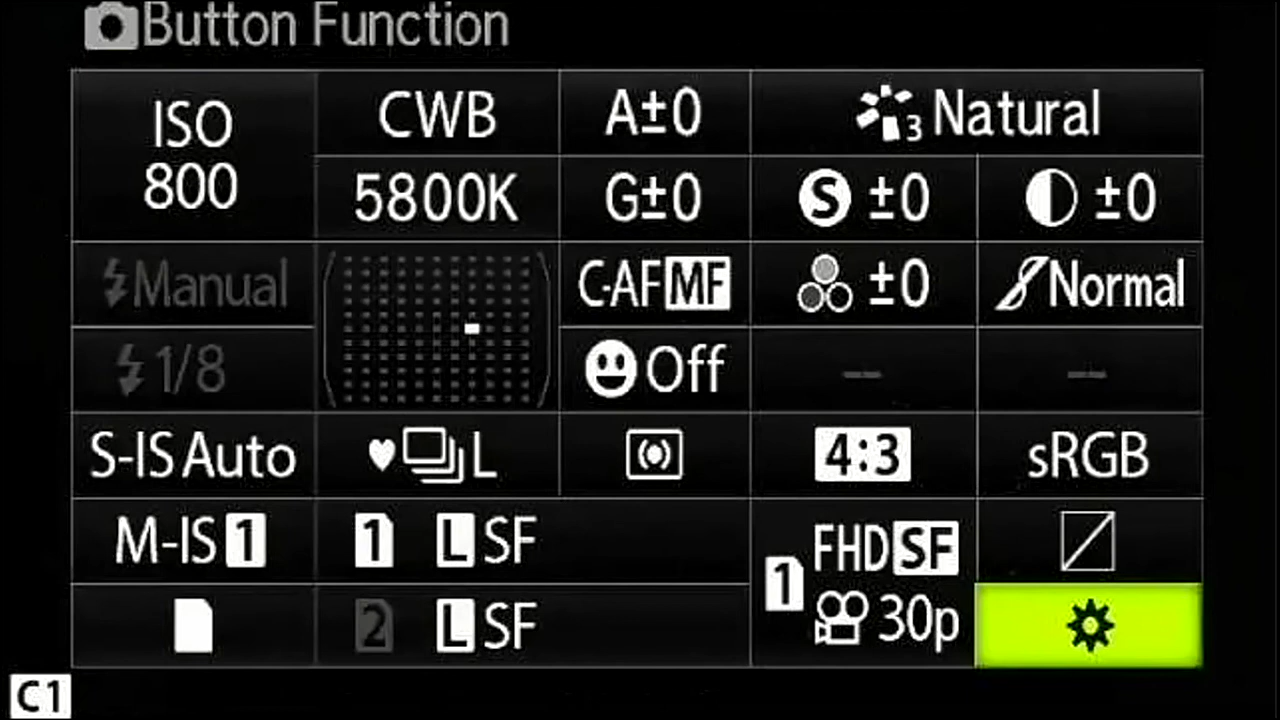 Button Function
ISO 800
CWB
A±0
3 Natural
5800K
G±0
S ±0
±0
Manual
C-AF MF
±0
Normal
1/8
Off
--
--
S-IS Auto
L
4:3
sRGB
M-IS 1
1 L SF
1 FHD SF 30p
2 L SF
C1